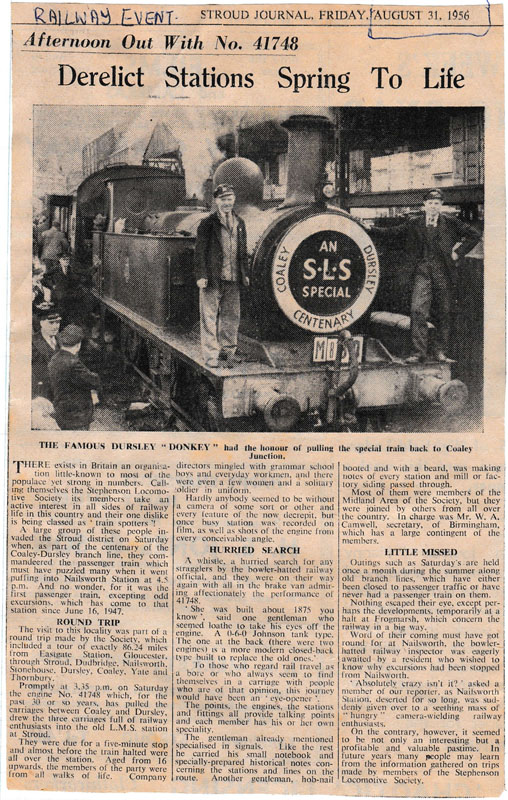 RAILWAY EVENT.
STROUD JOURNAL, FRIDAY, AUGUST 31, 1956
Afternoon Out With No. 41748
Derelict Stations Spring To Life
COALEY DURSLEY
AN
S·L·S
SPECIAL
CENTENARY
THE FAMOUS DURSLEY "DONKEY" had the honour of pulling the special train back to Coaley
Junction.
THERE exists in Britain an organisa-
tion little-known to most of the
populace yet strong in numbers. Call-
ing themselves the Stephenson Locomo-
tive Society its members take an
active interest in all sides of railway
life in this country and their one dislike
is being classed as ' train spotters '!
A large group of these people in-
vaded the Stroud district on Saturday
when, as part of the centenary of the
Coaley-Dursley branch line, they com-
mandeered the passenger train which
must have puzzled many when it went
puffing into Nailsworth Station at 4.5
p.m. And no wonder, for it was the
first passenger train, excepting odd
excursions, which has come to that
station since June 16, 1947.
ROUND TRIP
The visit to this locality was part of a
round trip made by the Society, which
included a tour of exactly 86.24 miles
from Eastgate Station, Gloucester,
through Stroud, Dudbridge, Nailsworth,
Stonehouse, Dursley, Coaley, Yate and
Thornbury.
Promptly at 3.35 p.m. on Saturday
the engine No. 41748 which, for the
past 30 or so years, has pulled the
carriages between Coaley and Dursley,
drew the three carriages full of railway
enthusiasts into the old L.M.S. station
at Stroud.
They were due for a five-minute stop
and almost before the train halted were
all over the station. Aged from 16
upwards, the members of the party were
from all walks of life. Company
directors mingled with grammar school
boys and everyday workmen, and there
were even a few women and a solitary
soldier in uniform.
Hardly anybody seemed to be without
a camera of some sort or other and
every feature of the now decrepit, but
once busy station was recorded on
film, as well as shots of the engine from
every conceivable angle.
HURRIED SEARCH
A whistle, a hurried search for any
stragglers by the bowler-hatted railway
official, and they were on their way
again with all in the brake van admir-
ing affectionately the performance of
41748.
' She was built about 1875 you
know ' said one gentleman who
seemed loathe to take his eyes off the
engine. A 0-6-0 Johnson tank type.
The one at the back (there were two
engines) is a more modern closed-back
type built to replace the old ones.'
To those who regard rail travel as
a bore or who always seem to find
themselves in a carriage with people
who are of that opinion, this journey
would have been an ' eye-opener '.
The points, the engines, the stations
and fittings all provide talking points
and each member has his or her own
speciality.
The gentleman already mentioned
specialised in signals. Like the rest
he carried his small notebook and
specially-prepared historical notes con-
cerning the stations and lines on the
route. Another gentleman, hob-nail
booted and with a beard, was making
notes of every station and mill or fac-
tory siding passed through.
Most of them were members of the
Midland Area of the Society, but they
were joined by others from all over
the country. In charge was Mr. W. A.
Camwell, secretary, of Birmingham,
which has a large contingent of the
members.
LITTLE MISSED
Outings such as Saturday's are held
once a month during the summer along
old branch lines, which have either
been closed to passenger traffic or have
never had a passenger train on them.
Nothing escaped their eye, except per-
haps the developments, temporarily at a
halt at Frogmarsh, which concern the
railway in a big way.
Word of their coming must have got
round for at Nailsworth, the bowler-
hatted railway inspector was eagerly
awaited by a resident who wished to
know why excursions had been stopped
from Nailsworth.
' Absolutely crazy isn't it? ' asked a
member of our reporter, as Nailsworth
Station, deserted for so long, was sud-
denly given over to a seething mass of
" hungry " camera-wielding railway
enthusiasts.
On the contrary, however, it seemed
to be not only an interesting but a
profitable and valuable pastime. In
future years many people may learn
from the information gathered on trips
made by members of the Stephenson
Locomotive Society.